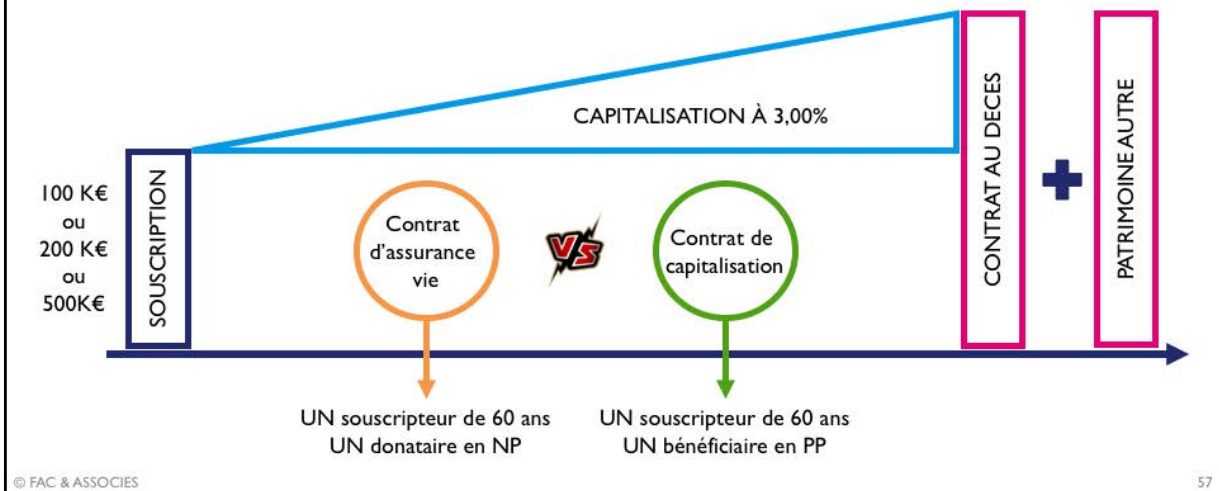 CAPITALISATION À 3,00%
100 K€
ou
200 K€
ou
500K€
SOUSCRIPTION
Contrat
d'assurance
vie
VS
Contrat de
capitalisation
CONTRAT AU DECES
PATRIMOINE AUTRE
UN souscripteur de 60 ans
UN donataire en NP
UN souscripteur de 60 ans
UN bénéficiaire en PP
© FAC & ASSOCIES
57